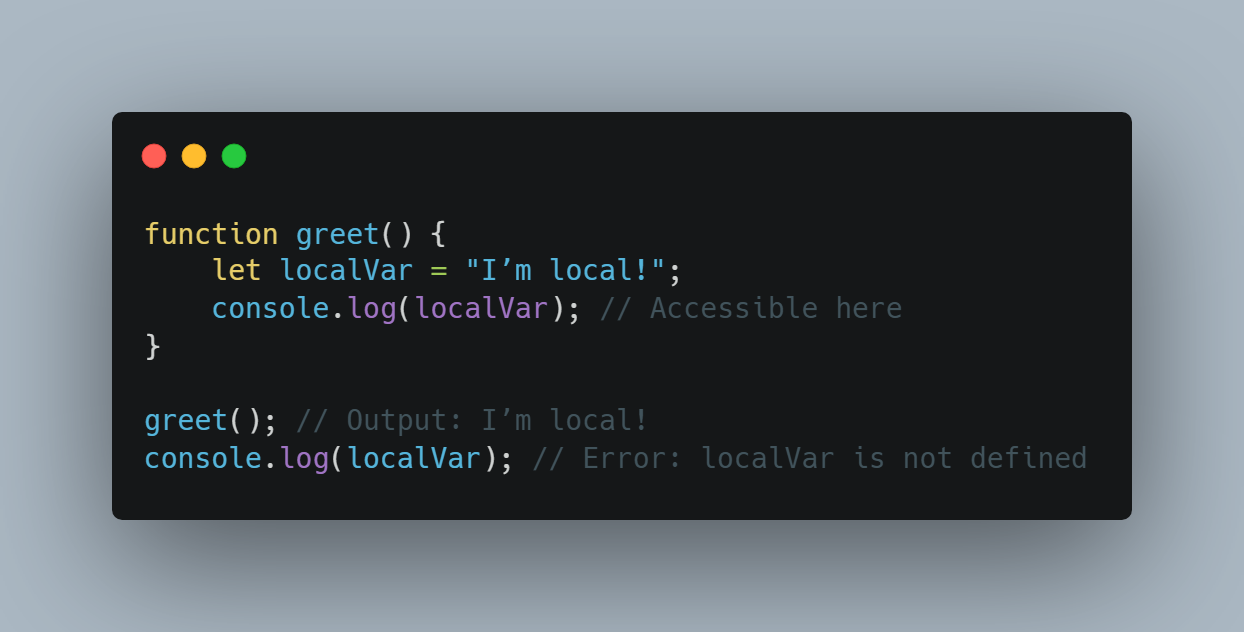 function greet() {
    let localVar = "I’m local!";
    console.log(localVar); // Accessible here
}
greet(); // Output: I’m local!
console.log(localVar); // Error: localVar is not defined